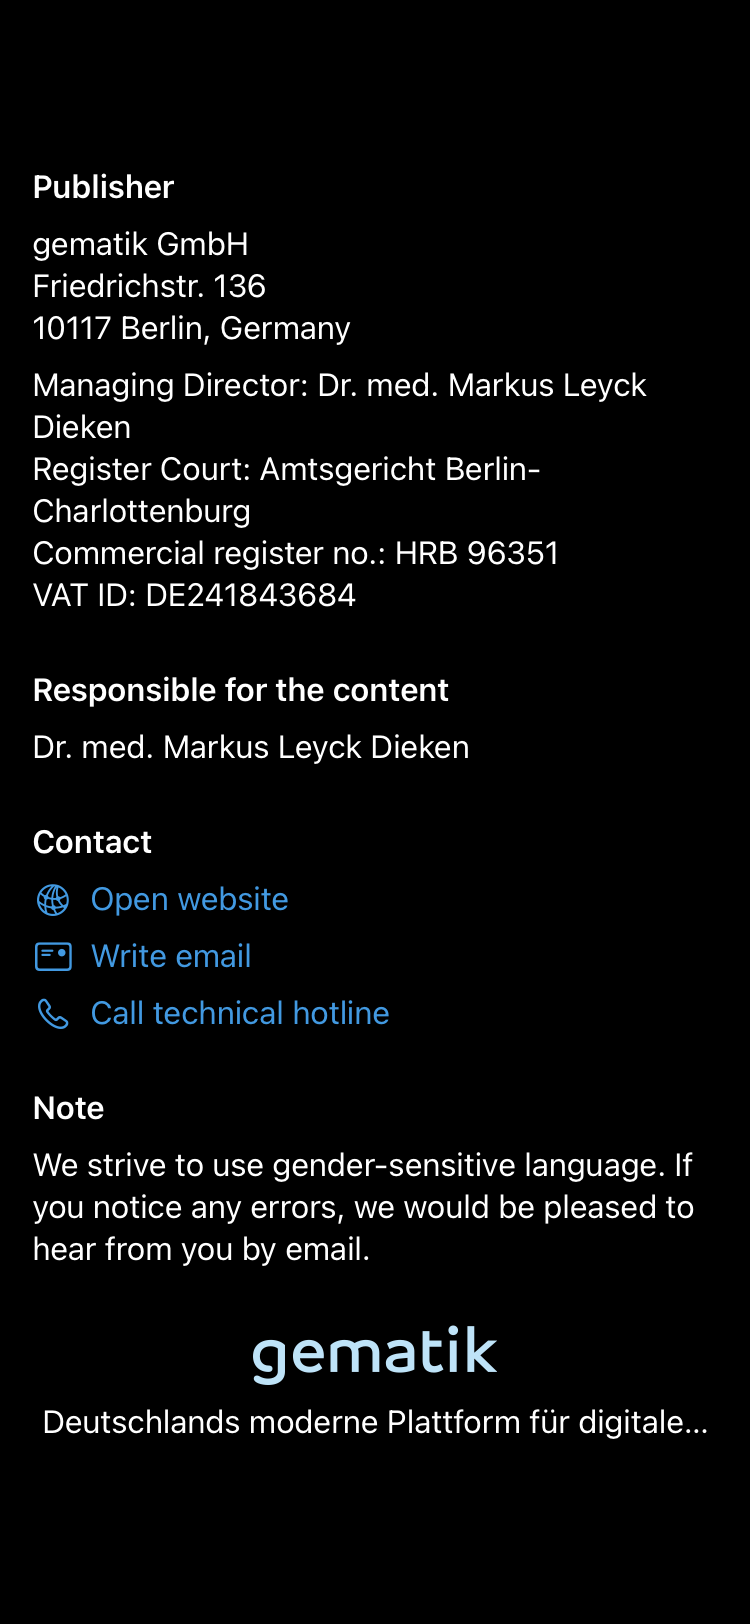 Publisher
gematik GmbH
Friedrichstr. 136
10117 Berlin, Germany
Managing Director: Dr. med. Markus Leyck
Dieken
Register Court: Amtsgericht Berlin-
Charlottenburg
Commercial register no.: HRB 96351
VAT ID: DE241843684
Responsible for the content
Dr. med. Markus Leyck Dieken
Contact
Open website
Write email
Call technical hotline
Note
We strive to use gender-sensitive language. If
you notice any errors, we would be pleased to
hear from you by email.
gematik
Deutschlands moderne Plattform für digitale...